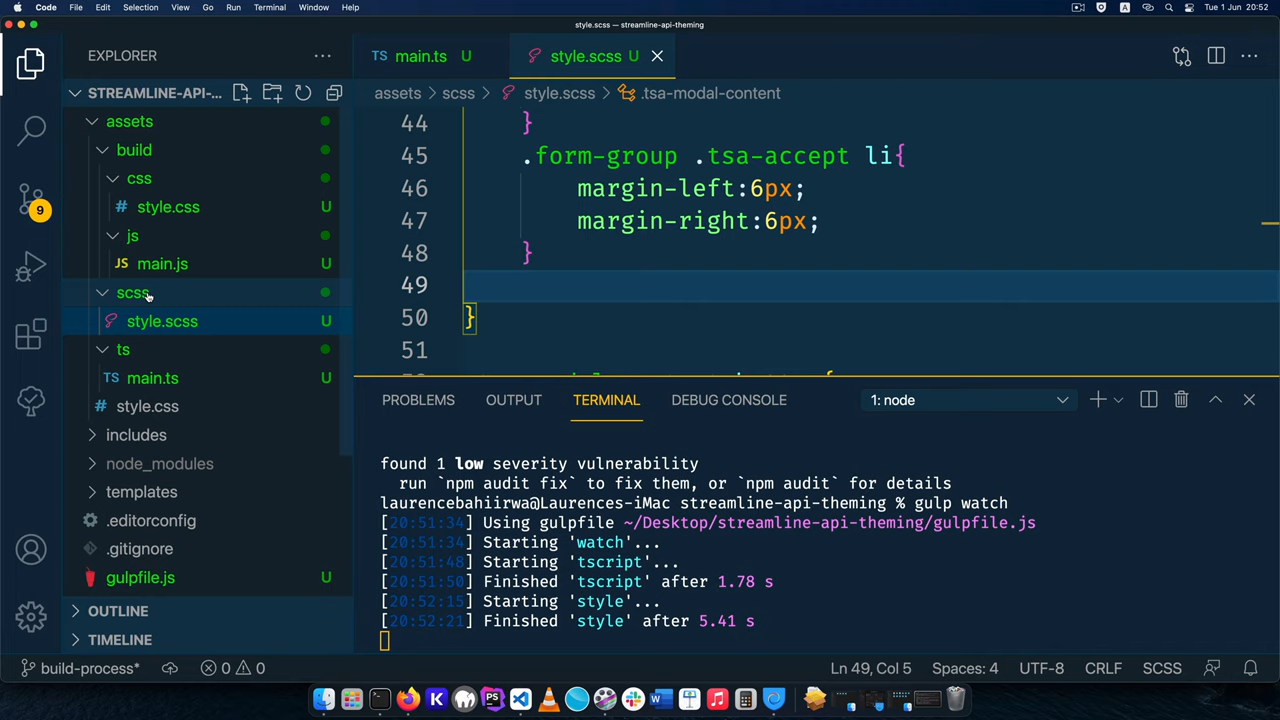 Code File Edit Selection View Go Run Terminal Window Help
A Tue 1 Jun 20:52
style.scss — streamline-api-theming
EXPLORER
STREAMLINE-API-...
assets
build
css
# style.css U
js
JS main.js U
scss
style.scss U
ts
TS main.ts U
# style.css
includes
node_modules
templates
.editorconfig
.gitignore
gulpfile.js U
OUTLINE
TIMELINE
9
TS main.ts U
style.scss U
assets > scss > style.scss > .tsa-modal-content
44 }
45 .form-group .tsa-accept li{
46 margin-left:6px;
47 margin-right:6px;
48 }
49
50 }
51
PROBLEMS OUTPUT TERMINAL DEBUG CONSOLE 1: node
found 1 low severity vulnerability
run `npm audit fix` to fix them, or `npm audit` for details
laurencebahiirwa@Laurences-iMac streamline-api-theming % gulp watch
[20:51:34] Using gulpfile ~/Desktop/streamline-api-theming/gulpfile.js
[20:51:34] Starting 'watch'...
[20:51:48] Starting 'tscript'...
[20:51:50] Finished 'tscript' after 1.78 s
[20:52:15] Starting 'style'...
[20:52:21] Finished 'style' after 5.41 s
build-process* 0 0 Ln 49, Col 5 Spaces: 4 UTF-8 CRLF SCSS